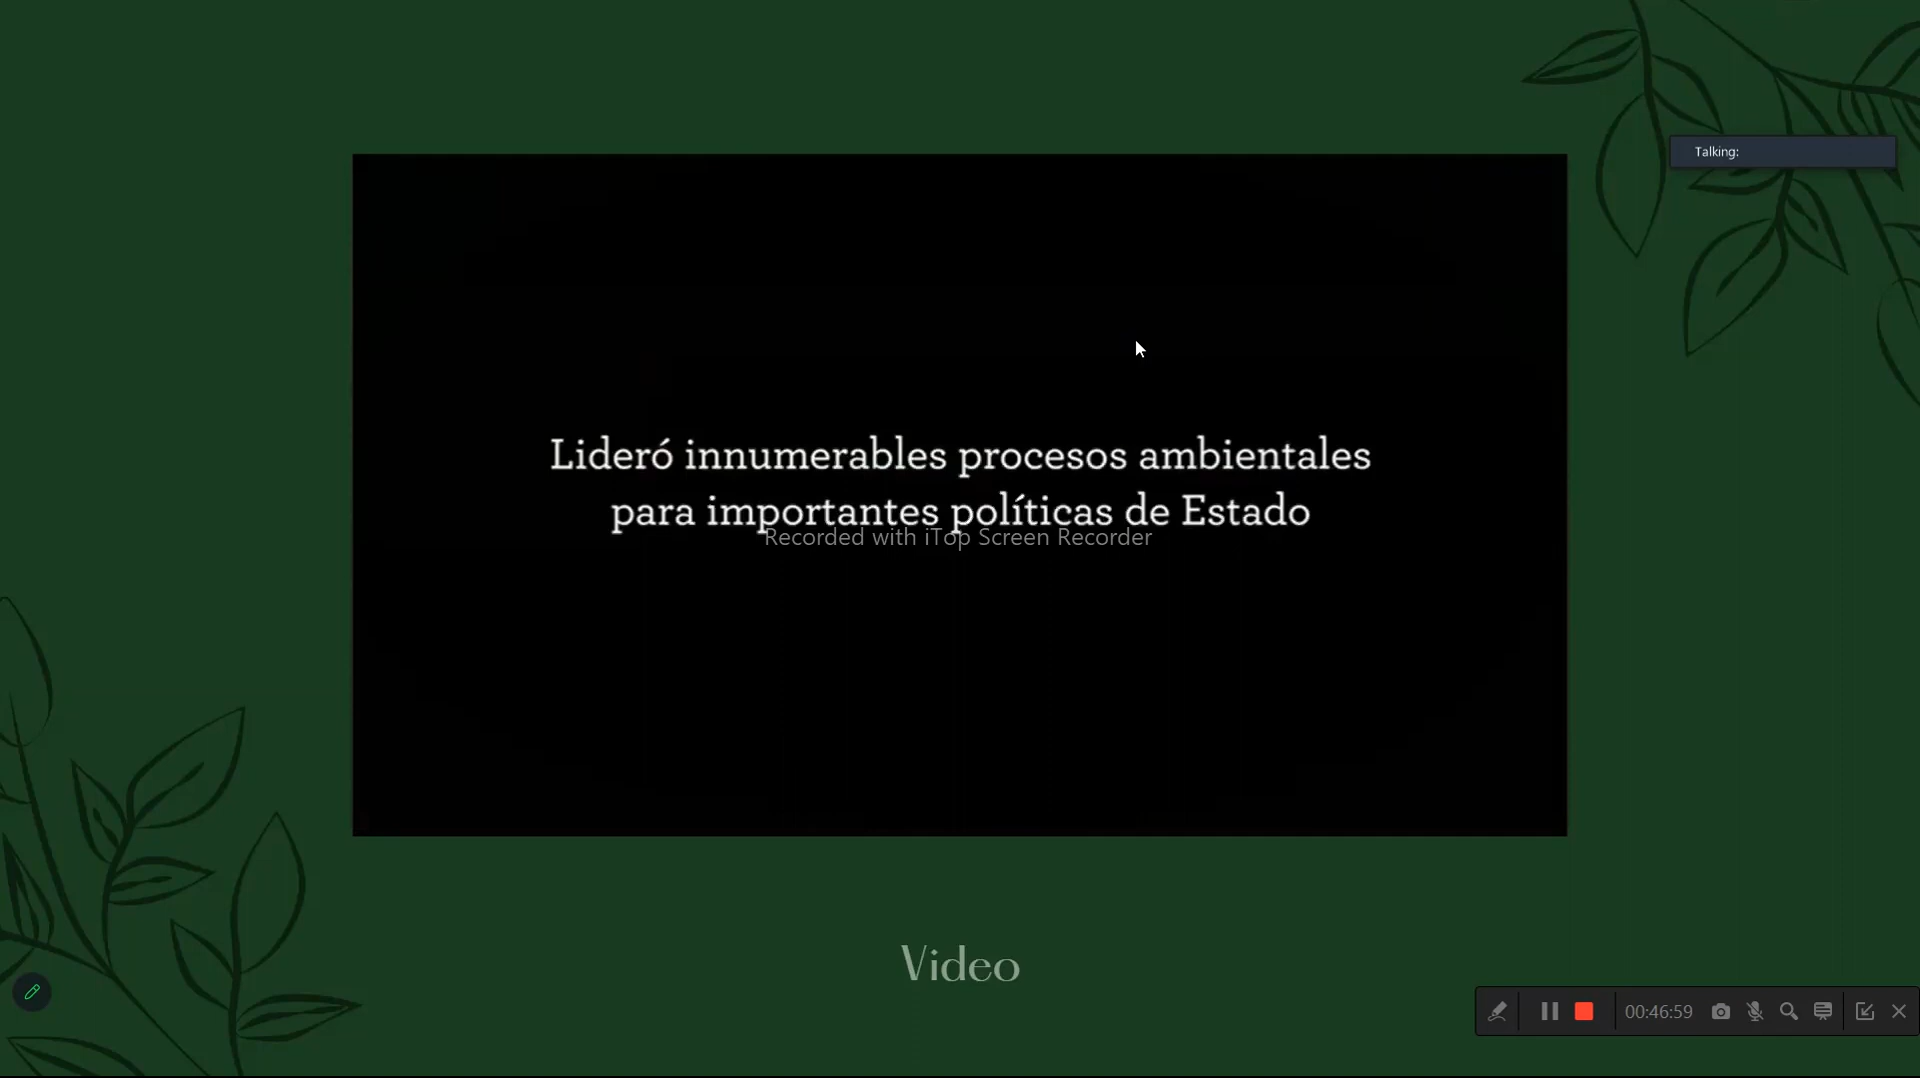 Talking:
Lideró innumerables procesos ambientales
para importantes políticas de Estado
Recorded with iTop Screen Recorder
Video
00:46:59